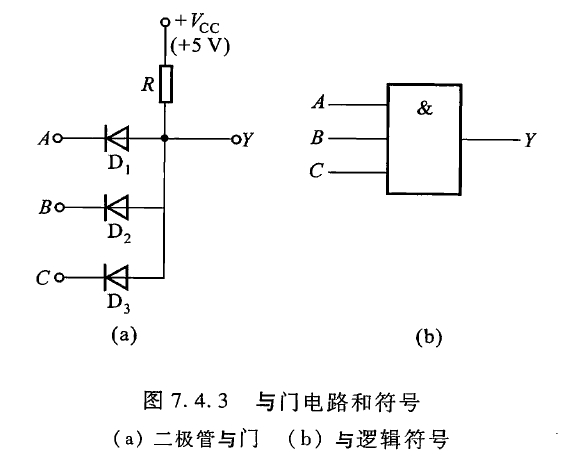 +V_CC
(+5 V)
R
A
D₁
Y
B
D₂
C
D₃
(a)
A
B
C
&
Y
(b)
图 7.4.3 与门电路和符号
(a) 二极管与门 (b) 与逻辑符号